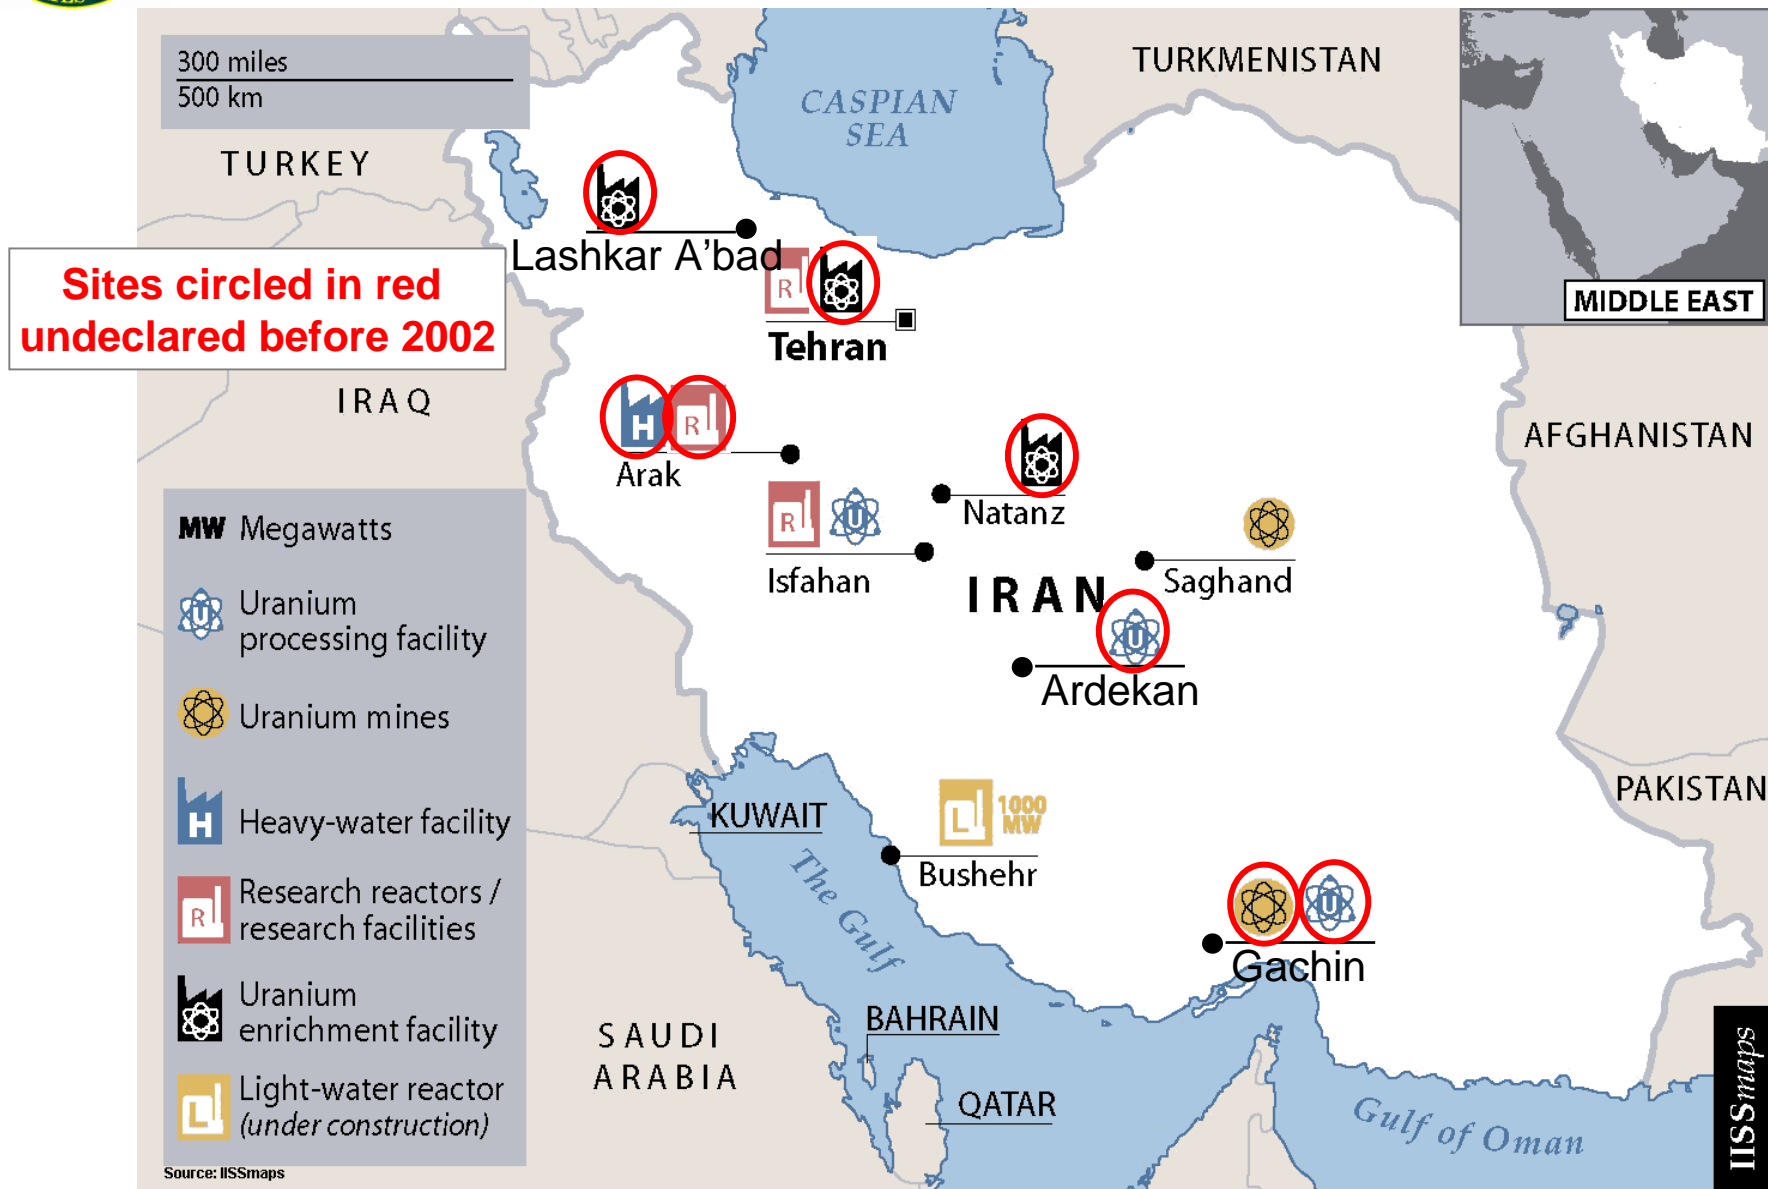 300 miles
500 km
TURKEY
CASPIAN
SEA
TURKMENISTAN
MIDDLE EAST
Lashkar A'bad
Sites circled in red
undeclared before 2002
R
Tehran
IRAQ
H
R
Arak
AFGHANISTAN
Natanz
R
U
Isfahan
IRAN
Saghand
U
Ardekan
MW Megawatts
U
Uranium
processing facility
Uranium mines
H
Heavy-water facility
R
Research reactors /
research facilities
Uranium
enrichment facility
L
Light-water reactor
(under construction)
Source: IISSmaps
KUWAIT
The Gulf
L
1000
MW
Bushehr
PAKISTAN
U
Gachin
SAUDI
ARABIA
BAHRAIN
QATAR
Gulf of Oman
IISSmaps